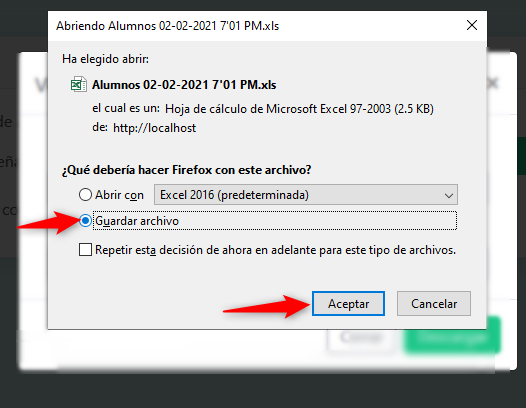 Abriendo Alumnos 02-02-2021 7'01 PM.xls
Ha elegido abrir:
Alumnos 02-02-2021 7'01 PM.xls
el cual es un: Hoja de cálculo de Microsoft Excel 97-2003 (2.5 KB)
de: http://localhost
¿Qué debería hacer Firefox con este archivo?
Abrir con Excel 2016 (predeterminada)
Guardar archivo
Repetir esta decisión de ahora en adelante para este tipo de archivos.
Aceptar Cancelar
Cerrar Descargar